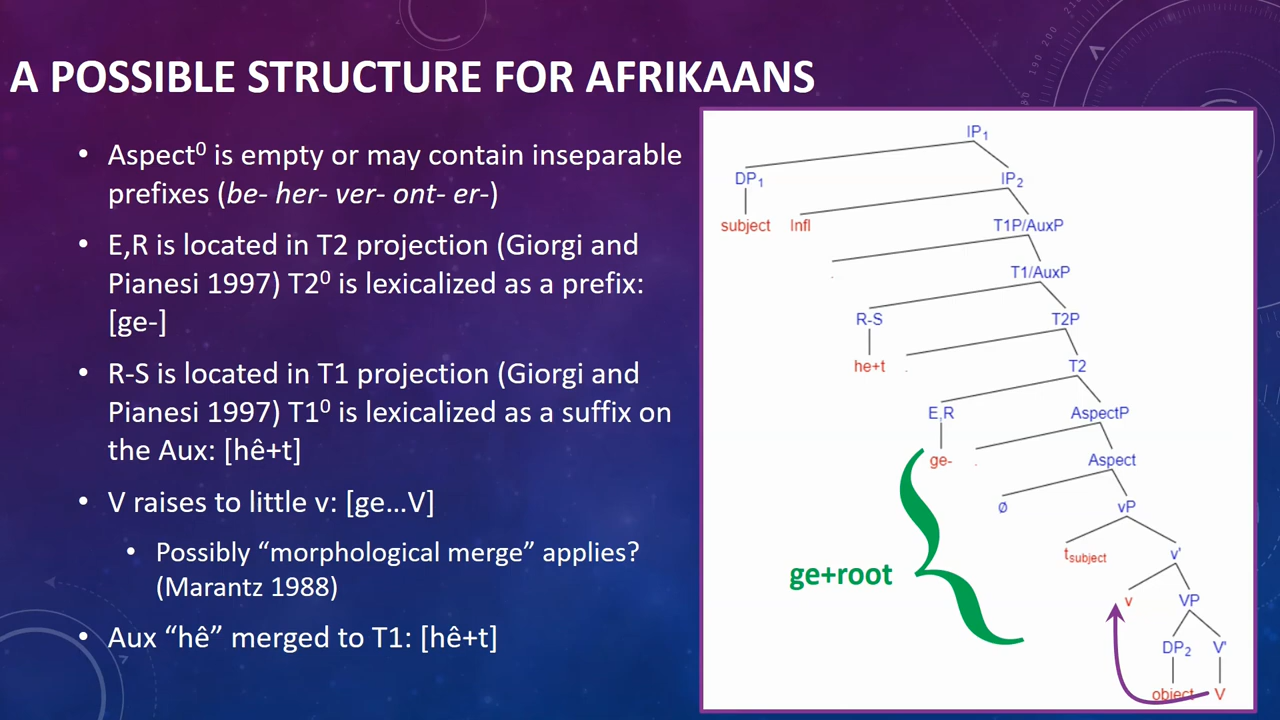 A POSSIBLE STRUCTURE FOR AFRIKAANS
• Aspect⁰ is empty or may contain inseparable
prefixes (be- her- ver- ont- er-)
• E,R is located in T2 projection (Giorgi and
Pianesi 1997) T2⁰ is lexicalized as a prefix:
[ge-]
• R-S is located in T1 projection (Giorgi and
Pianesi 1997) T1⁰ is lexicalized as a suffix on
the Aux: [hê+t]
• V raises to little v: [ge…V]
• Possibly “morphological merge” applies?
(Marantz 1988)
• Aux “hê” merged to T1: [hê+t]
IP₁
DP₁ IP₂
subject Infl T1P/AuxP
T1/AuxP
R-S T2P
he+t T2
E,R AspectP
ge- Aspect
ø vP
t subject v'
ge+root
v VP
DP₂ V'
object V